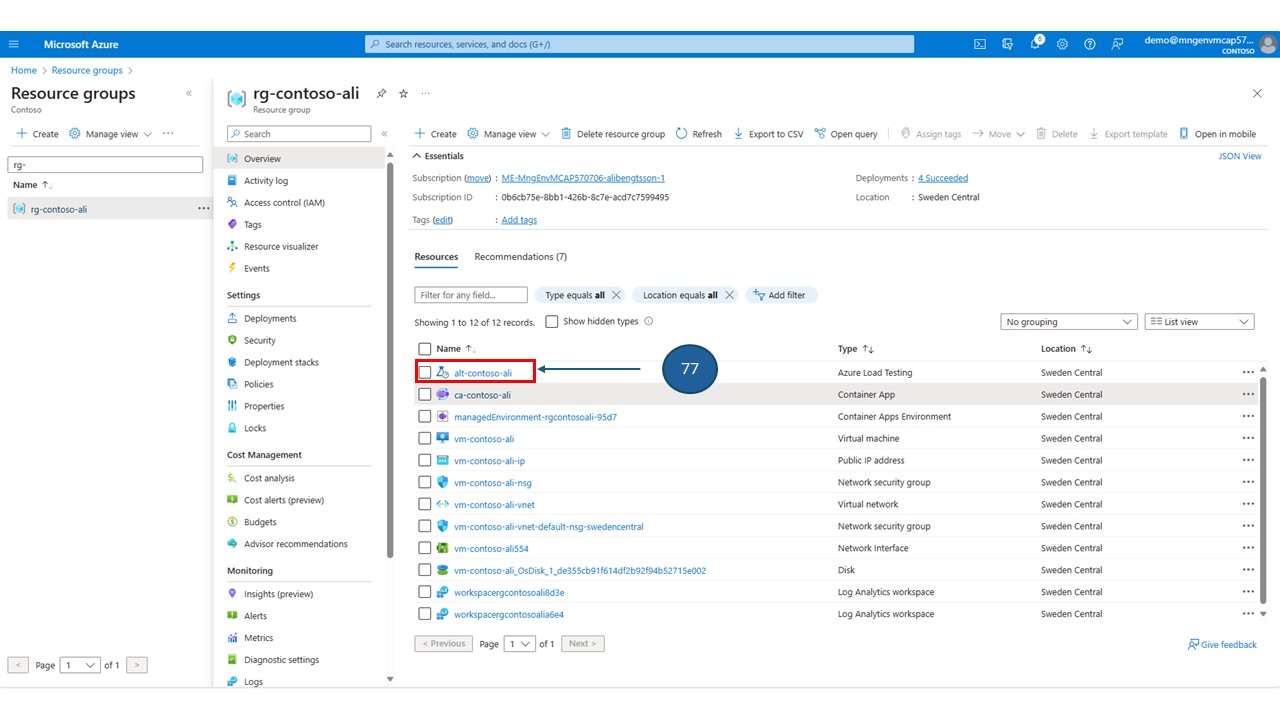 Microsoft Azure
Search resources, services, and docs (G+/)
6
demo@mngenvmcap57...
CONTOSO
Home > Resource groups >
Resource groups
Contoso
Create Manage view ...
rg-
Name
rg-contoso-ali ...
Page 1 of 1
rg-contoso-ali ...
Resource group
Search
Overview
Activity log
Access control (IAM)
Tags
Resource visualizer
Events
Settings
Deployments
Security
Deployment stacks
Policies
Properties
Locks
Cost Management
Cost analysis
Cost alerts (preview)
Budgets
Advisor recommendations
Monitoring
Insights (preview)
Alerts
Metrics
Diagnostic settings
Logs
Create Manage view Delete resource group Refresh Export to CSV Open query Assign tags Move Delete Export template Open in mobile
Essentials JSON View
Subscription (move) : ME-MngEnvMCAP570706-alibengtsson-1
Deployments : 4 Succeeded
Subscription ID : 0b6cb75e-8bb1-426b-8c7e-acd7c7599495
Location : Sweden Central
Tags (edit) : Add tags
Resources Recommendations (7)
Filter for any field... Type equals all Location equals all Add filter
Showing 1 to 12 of 12 records. Show hidden types No grouping List view
Name Type Location
alt-contoso-ali 77 Azure Load Testing Sweden Central
ca-contoso-ali Container App Sweden Central
managedEnvironment-rgcontosoali-95d7 Container Apps Environment Sweden Central
vm-contoso-ali Virtual machine Sweden Central
vm-contoso-ali-ip Public IP address Sweden Central
vm-contoso-ali-nsg Network security group Sweden Central
vm-contoso-ali-vnet Virtual network Sweden Central
vm-contoso-ali-vnet-default-nsg-swedencentral Network security group Sweden Central
vm-contoso-ali554 Network Interface Sweden Central
vm-contoso-ali_OsDisk_1_de355cb91f614df2b92f94b52715e002 Disk Sweden Central
workspacergcontosoali8d3e Log Analytics workspace Sweden Central
workspacergcontosoalia6e4 Log Analytics workspace Sweden Central
< Previous Page 1 of 1 Next >
Give feedback